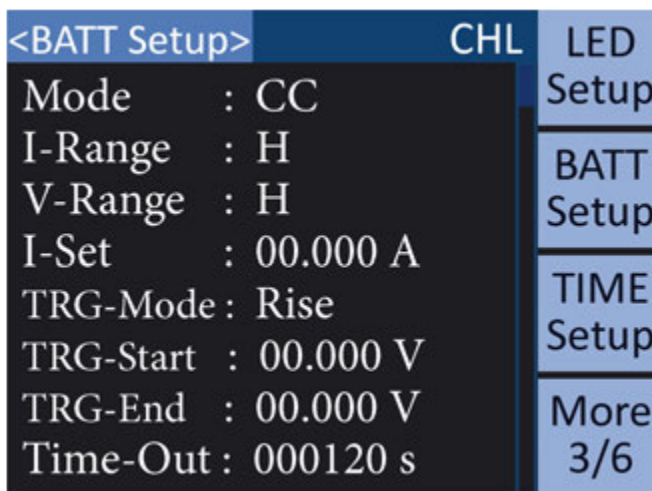 <BATT Setup> CHL
Mode : CC
I-Range : H
V-Range : H
I-Set : 00.000 A
TRG-Mode : Rise
TRG-Start : 00.000 V
TRG-End : 00.000 V
Time-Out : 000120 s
LED
Setup
BATT
Setup
TIME
Setup
More
3/6